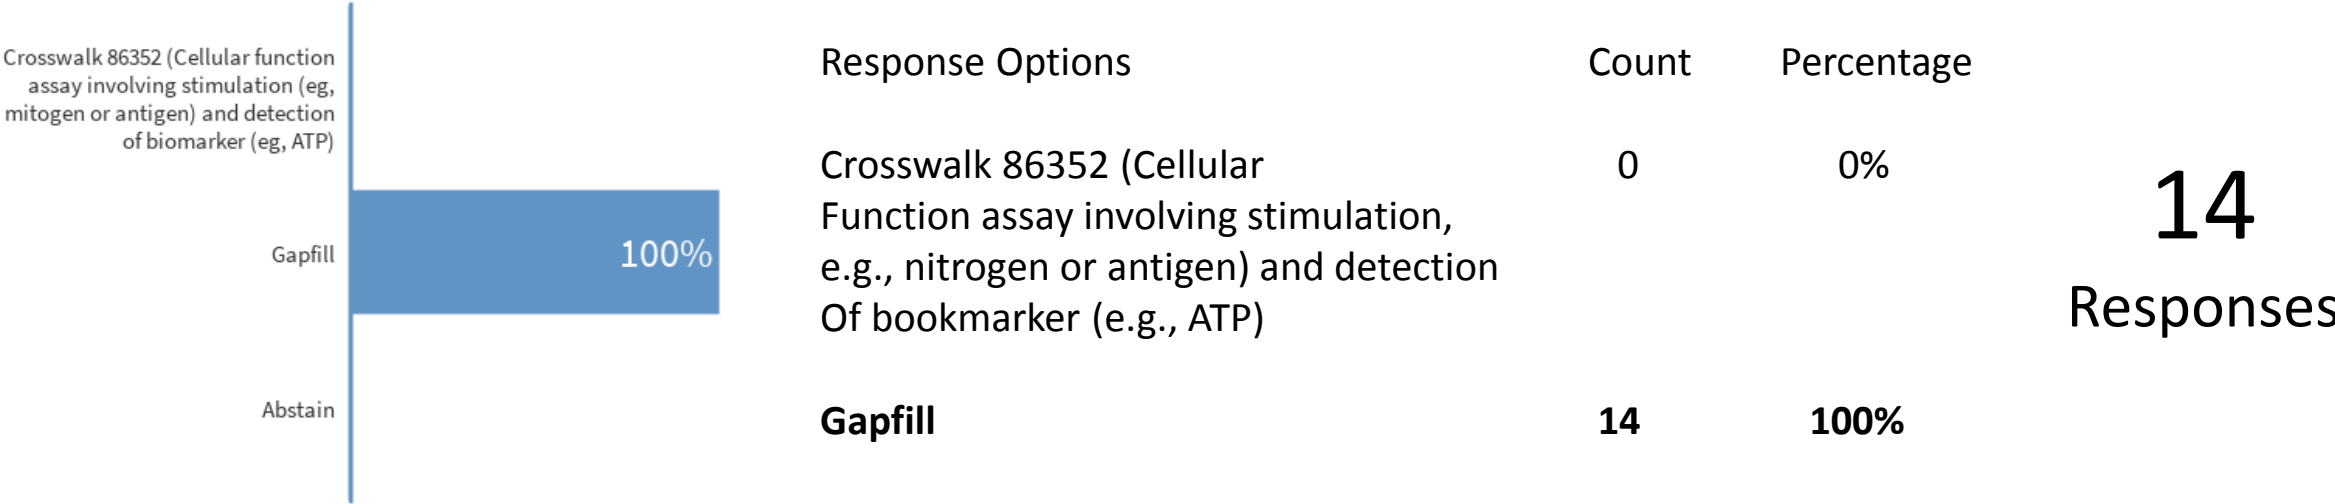 Crosswalk 86352 (Cellular function
assay involving stimulation (eg,
mitogen or antigen) and detection
of biomarker (eg, ATP)
Gapfill
100%
Abstain
Response Options Count Percentage
Crosswalk 86352 (Cellular 0 0%
Function assay involving stimulation,
e.g., nitrogen or antigen) and detection
Of bookmarker (e.g., ATP)
Gapfill 14 100%
14
Responses